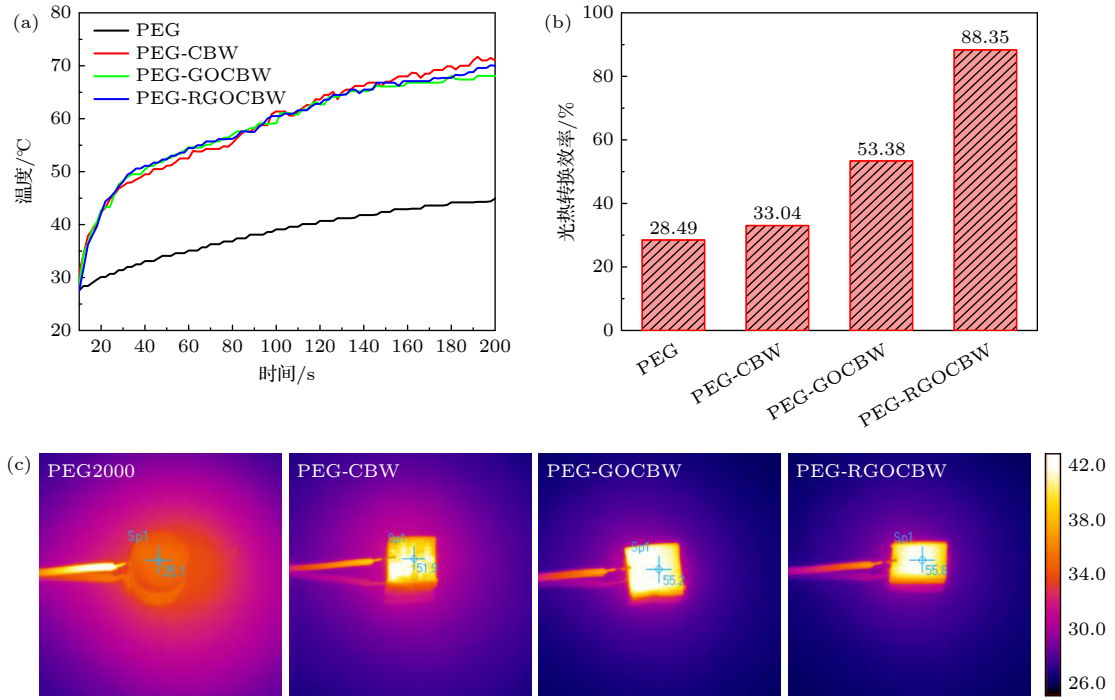 (a)
80
70
60
50
40
30
20
温度/℃
PEG
PEG-CBW
PEG-GOCBW
PEG-RGOCBW
20 40 60 80 100 120 140 160 180 200
时间/s
(b)
100
80
60
40
20
0
光热转换效率/%
28.49
33.04
53.38
88.35
PEG
PEG-CBW
PEG-GOCBW
PEG-RGOCBW
(c)
PEG2000
Sp1
35.1
PEG-CBW
Sp1
PEG-GOCBW
Sp1
55.2
PEG-RGOCBW
Sp1
55.8
42.0
38.0
34.0
30.0
26.0